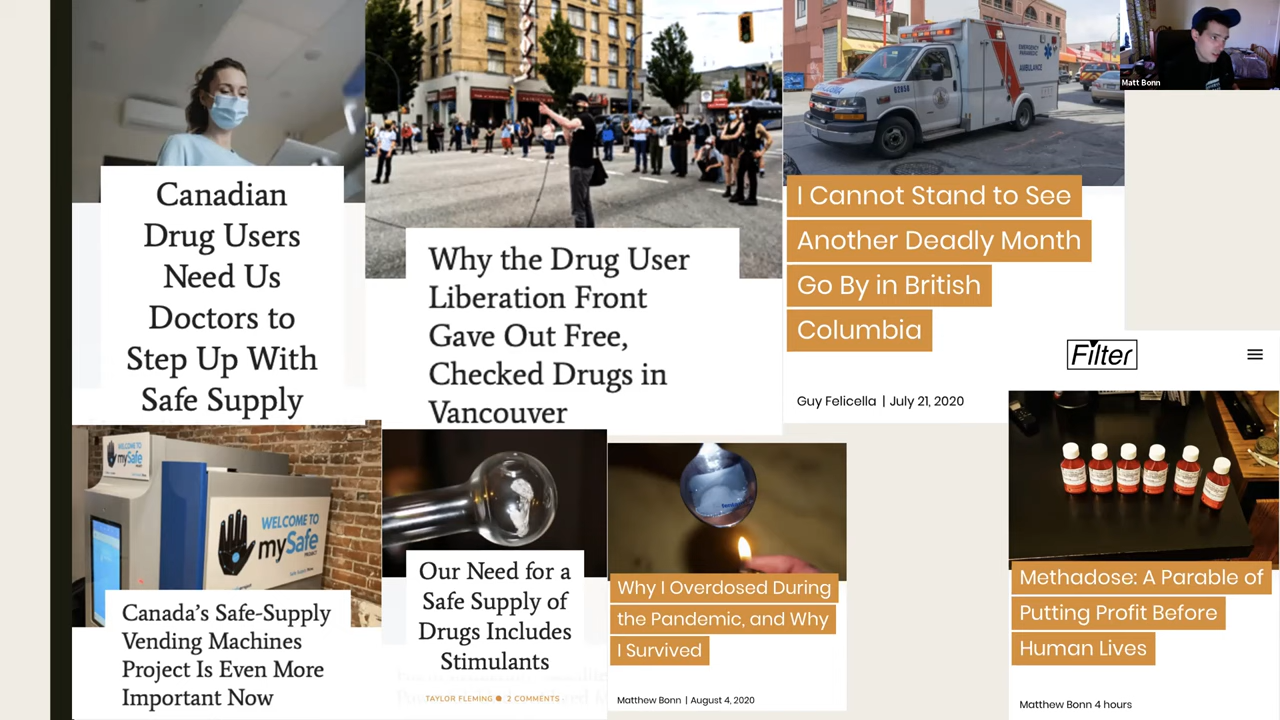 Matt Bonn
EMERGENCY
PARAMEDIC
AMBULANCE
62858
Canadian
Drug Users
Need Us
Doctors to
Step Up With
Safe Supply
Why the Drug User
Liberation Front
Gave Out Free,
Checked Drugs in
Vancouver
I Cannot Stand to See
Another Deadly Month
Go By in British
Columbia
Guy Felicella | July 21, 2020
Filter
WELCOME TO
mySafe
WELCOME TO
mySafe
PROJECT
Canada's Safe-Supply
Vending Machines
Project Is Even More
Important Now
Our Need for a
Safe Supply of
Drugs Includes
Stimulants
TAYLOR FLEMING ● 2 COMMENTS
Why I Overdosed During
the Pandemic, and Why
I Survived
Matthew Bonn | August 4, 2020
Methadose: A Parable of
Putting Profit Before
Human Lives
Matthew Bonn 4 hours